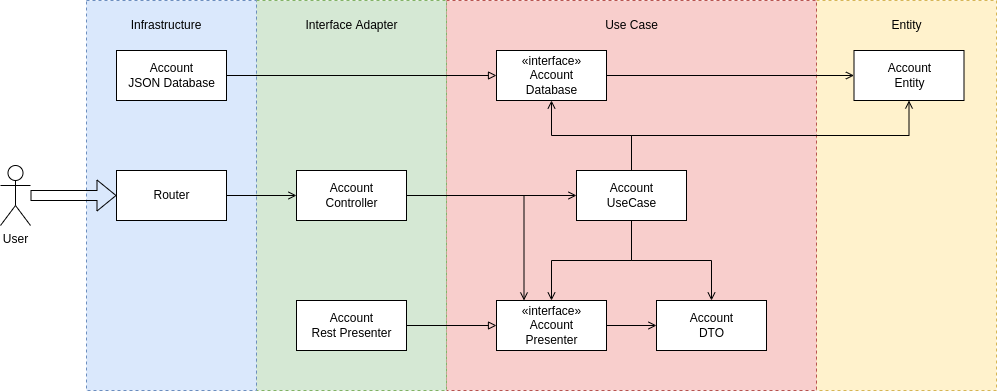 Infrastructure
Interface Adapter
Use Case
Entity
Account
JSON Database
«interface»
Account
Database
Account
Entity
User
Router
Account
Controller
Account
UseCase
Account
Rest Presenter
«interface»
Account
Presenter
Account
DTO